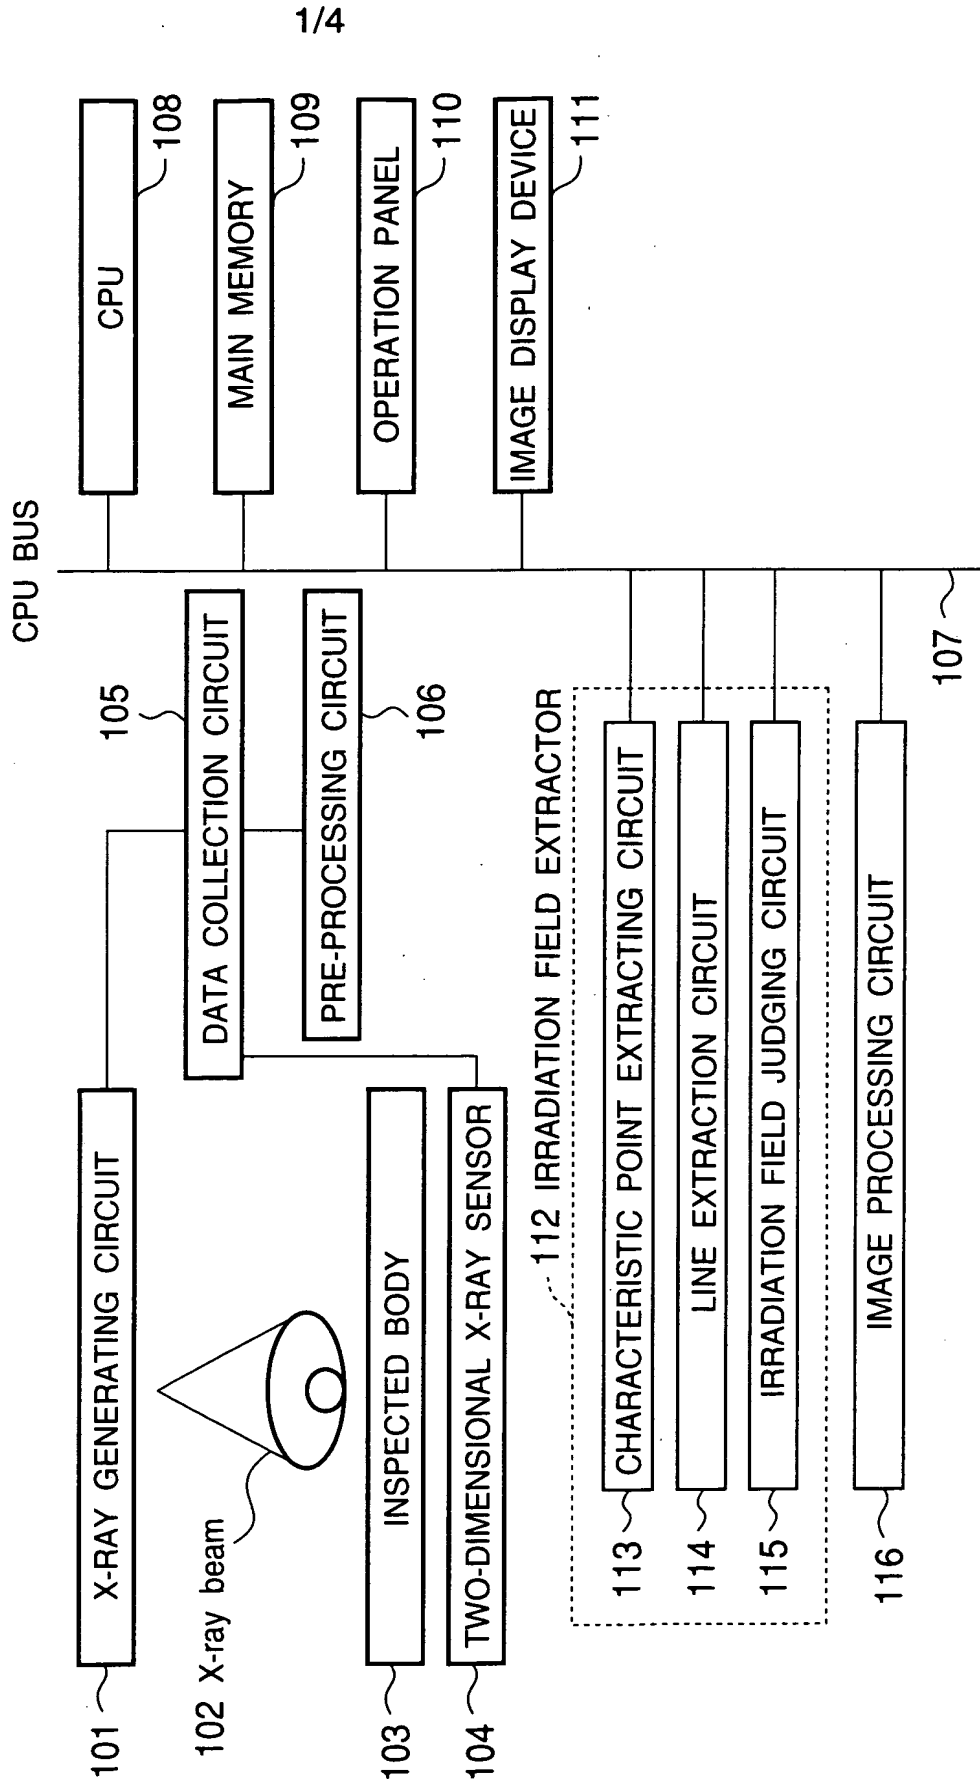 1/4
CPU BUS
X-RAY GENERATING CIRCUIT
101
102 X-ray beam
INSPECTED BODY
103
TWO-DIMENSIONAL X-RAY SENSOR
104
105
DATA COLLECTION CIRCUIT
PRE-PROCESSING CIRCUIT
106
CPU
108
MAIN MEMORY
109
OPERATION PANEL
110
IMAGE DISPLAY DEVICE
111
112 IRRADIATION FIELD EXTRACTOR
113
CHARACTERISTIC POINT EXTRACTING CIRCUIT
114
LINE EXTRACTION CIRCUIT
115
IRRADIATION FIELD JUDGING CIRCUIT
116
IMAGE PROCESSING CIRCUIT
107